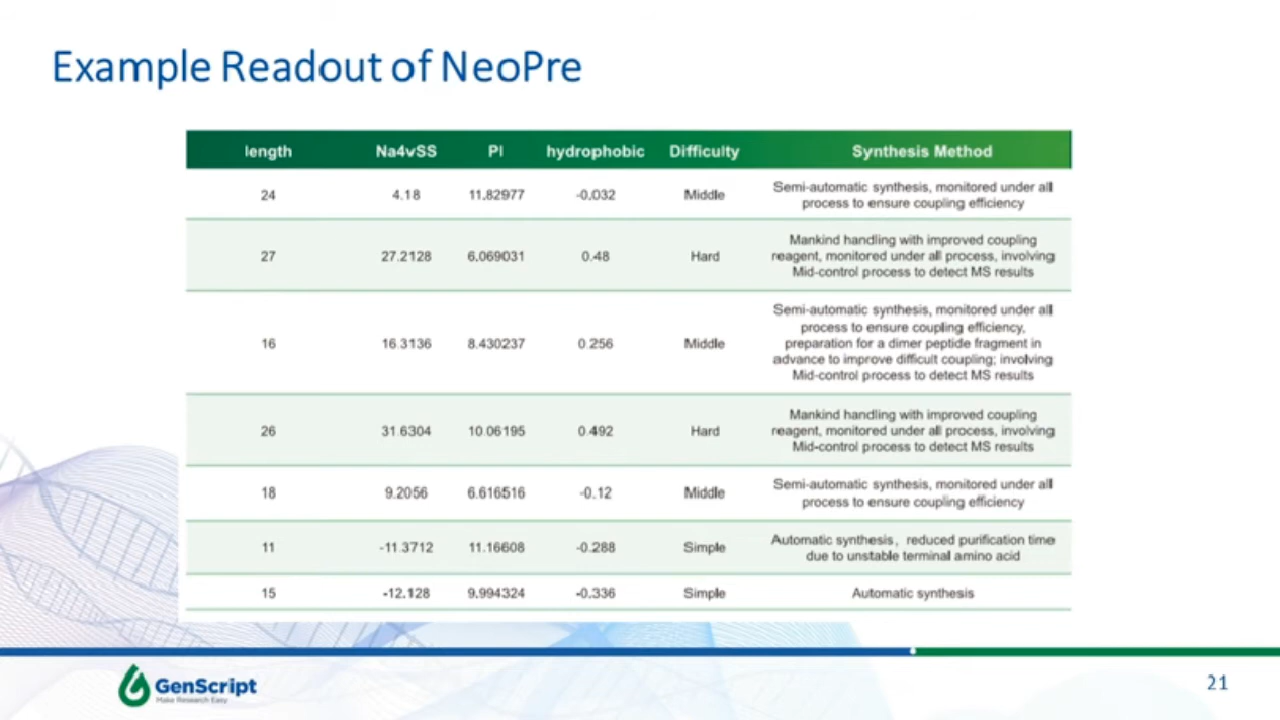 Example Readout of NeoPre
length Na4vSS PI hydrophobic Difficulty Synthesis Method
24 4.18 11.82977 -0.032 Middle Semi-automatic synthesis, monitored under all
process to ensure coupling efficiency
27 27.2128 6.069031 0.48 Hard Mankind handling with improved coupling
reagent, monitored under all process, involving
Mid-control process to detect MS results
16 16.3136 8.430237 0.256 Middle Semi-automatic synthesis, monitored under all
process to ensure coupling efficiency,
preparation for a dimer peptide fragment in
advance to improve difficult coupling; involving
Mid-control process to detect MS results
26 31.6304 10.06195 0.492 Hard Mankind handling with improved coupling
reagent, monitored under all process, involving
Mid-control process to detect MS results
18 9.2056 6.616516 -0.12 Middle Semi-automatic synthesis, monitored under all
process to ensure coupling efficiency
11 -11.3712 11.16608 -0.288 Simple Automatic synthesis, reduced purification time
due to unstable terminal amino acid
15 -12.128 9.994324 -0.336 Simple Automatic synthesis
GenScript
Make Research Easy
21